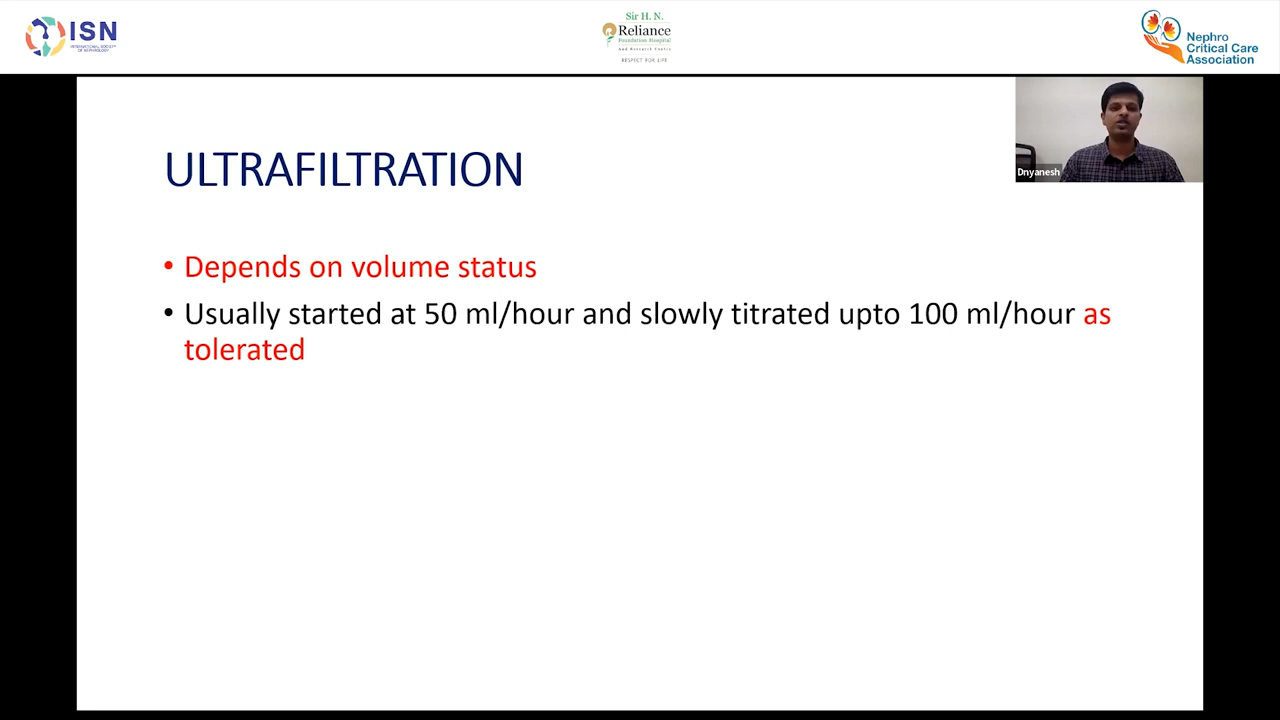 ISN
INTERNATIONAL SOCIETY
OF NEPHROLOGY
Sir H. N.
Reliance
Foundation Hospital
And Research Centre
RESPECT FOR LIFE
Nephro
Critical Care
Association
Dnyanesh
ULTRAFILTRATION
• Depends on volume status
• Usually started at 50 ml/hour and slowly titrated upto 100 ml/hour as
tolerated